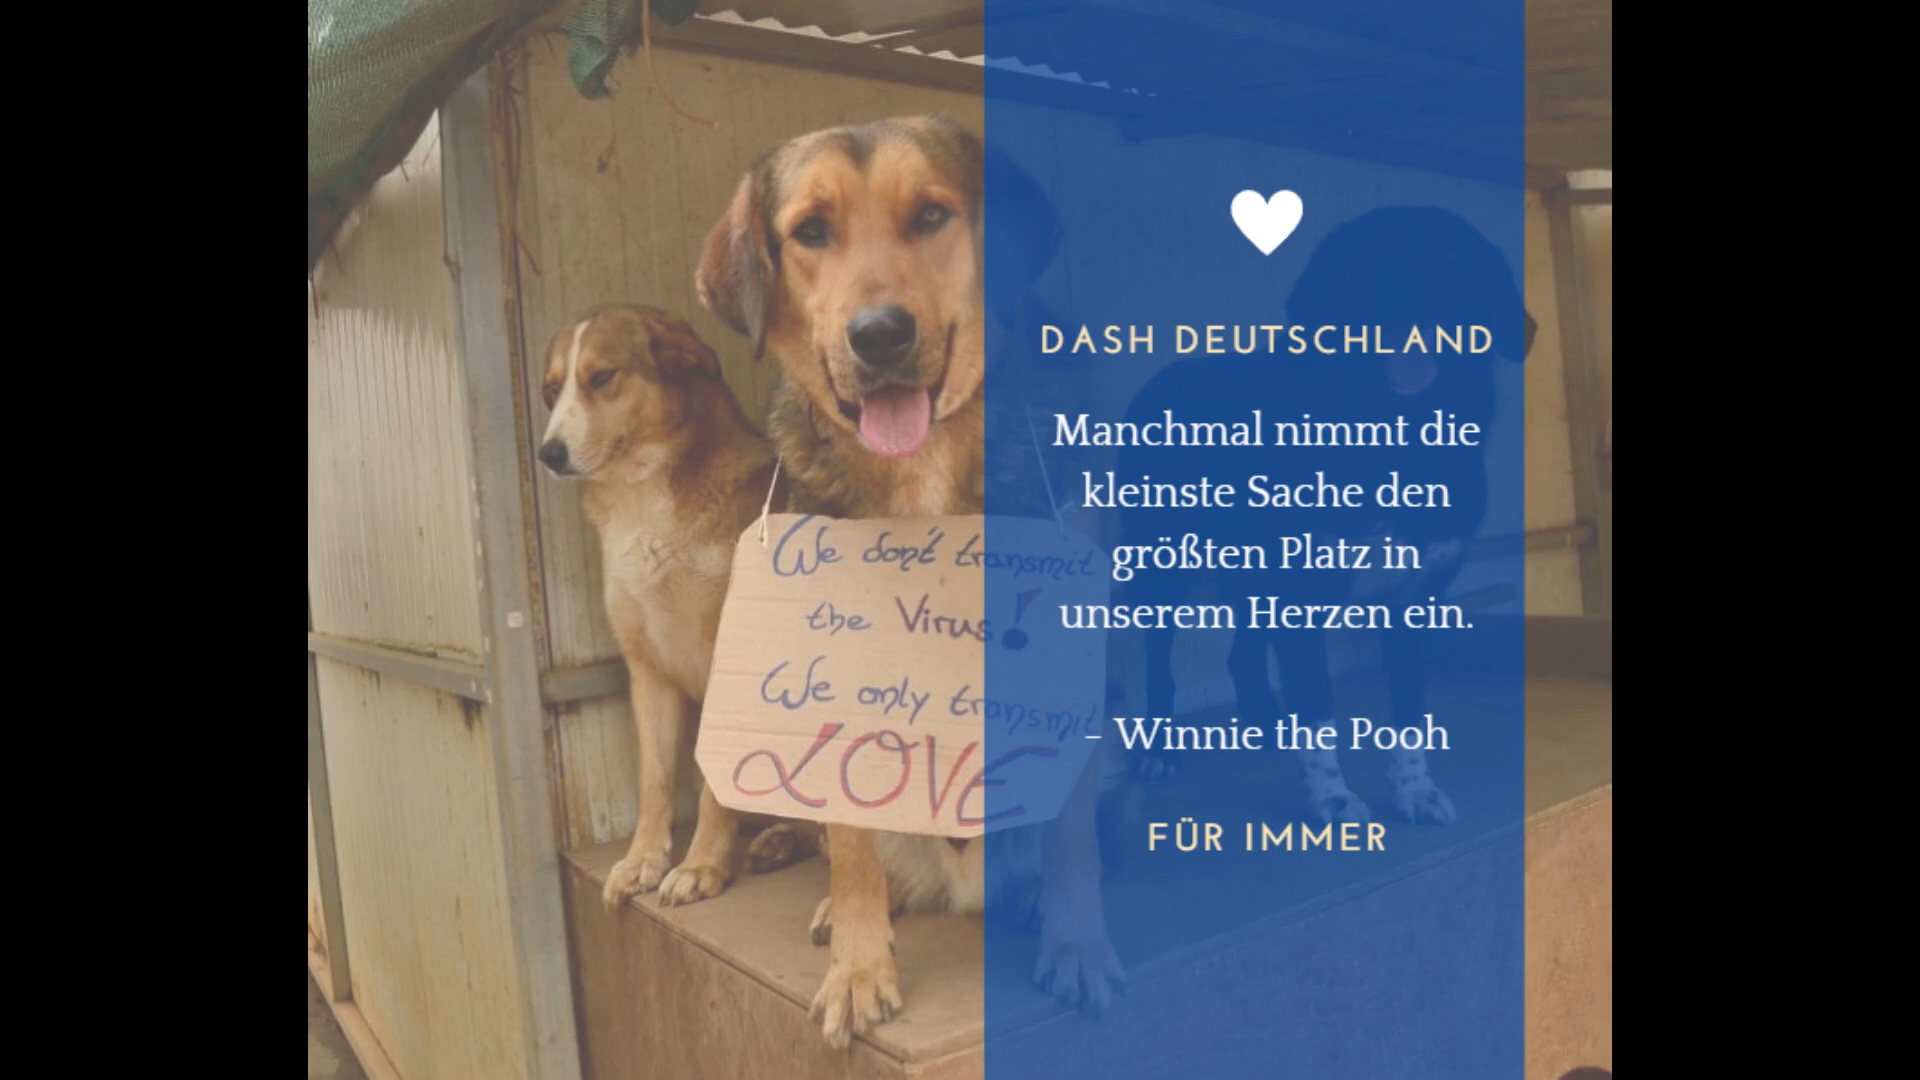 We don't transmit
the Virus!
We only transmit
LOVE
DASH DEUTSCHLAND
Manchmal nimmt die
kleinste Sache den
größten Platz in
unserem Herzen ein.
- Winnie the Pooh
FÜR IMMER